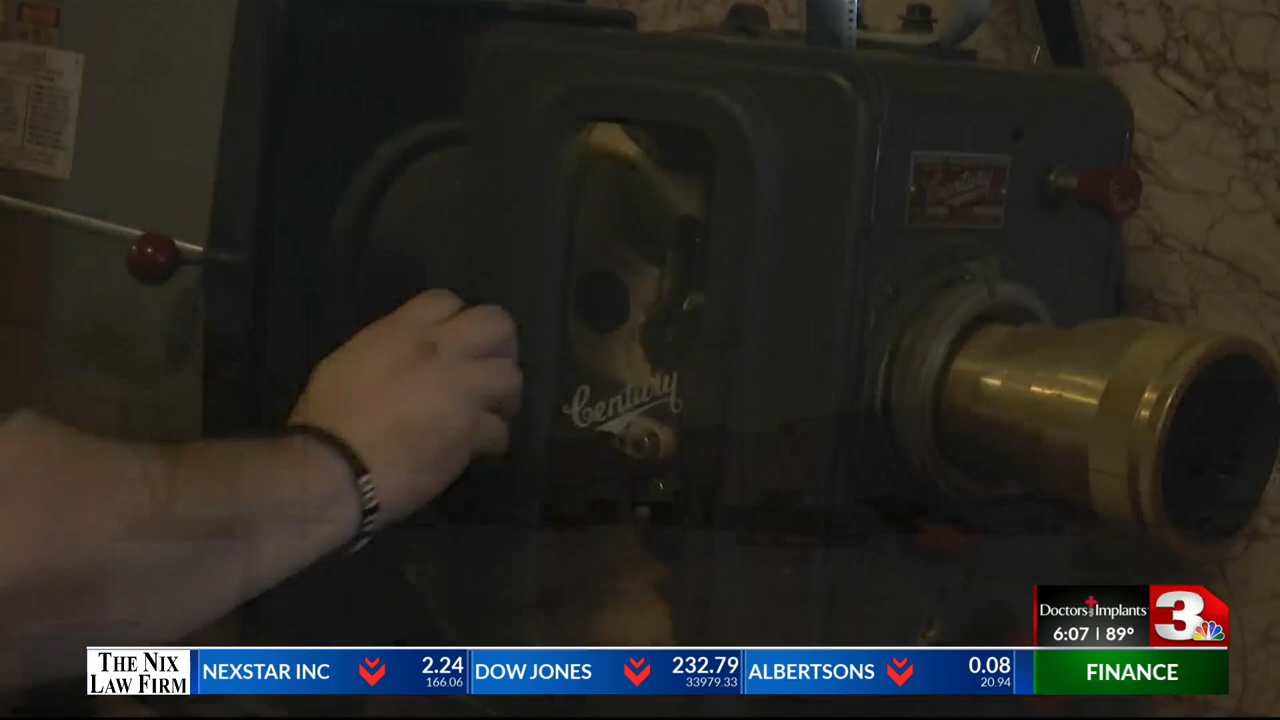 Century
Century
Doctors Implants
3
6:07 | 89°
THE NIX
LAW FIRM
NEXSTAR INC
2.24
166.06
DOW JONES
232.79
33979.33
ALBERTSONS
0.08
20.94
FINANCE